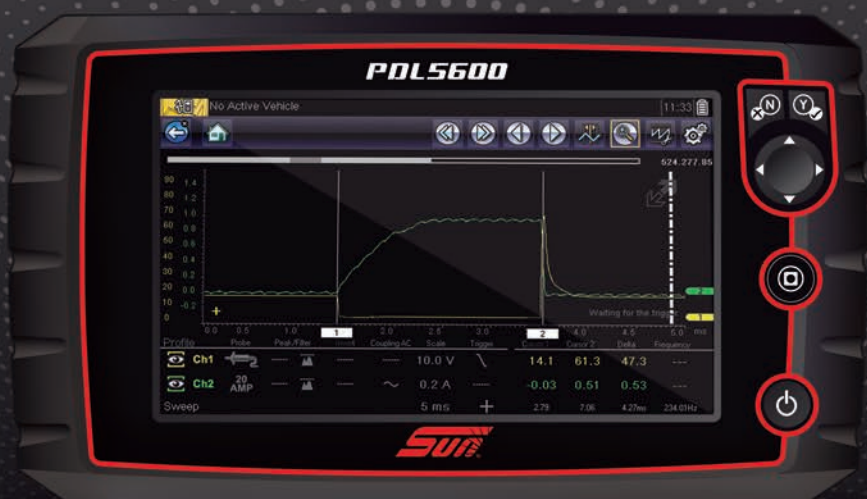 PDL5600
No Active Vehicle 11:33
524.277.85
90 1.4
80 1.2
70 1.0
60 0.8
50 0.6
40 0.4
30 0.2
20 0.0
10 -0.2
0
Waiting for the trigger
0.0 0.5 1.0 1 2.0 2.5 3.0 2 4.0 4.5 5.0 ms
Profile Probe Peak/Filter Invert Coupling AC Scale Trigger Cursor 1 Cursor 2 Delta Frequency
Ch1 — — — 10.0 V 14.1 61.3 47.3 ---
Ch2 20 AMP — — ~ 0.2 A — -0.03 0.51 0.53 ---
Sweep 5 ms + 2.79 7.06 4.27ms 234.01Hz
2
1
N
Y
Sun